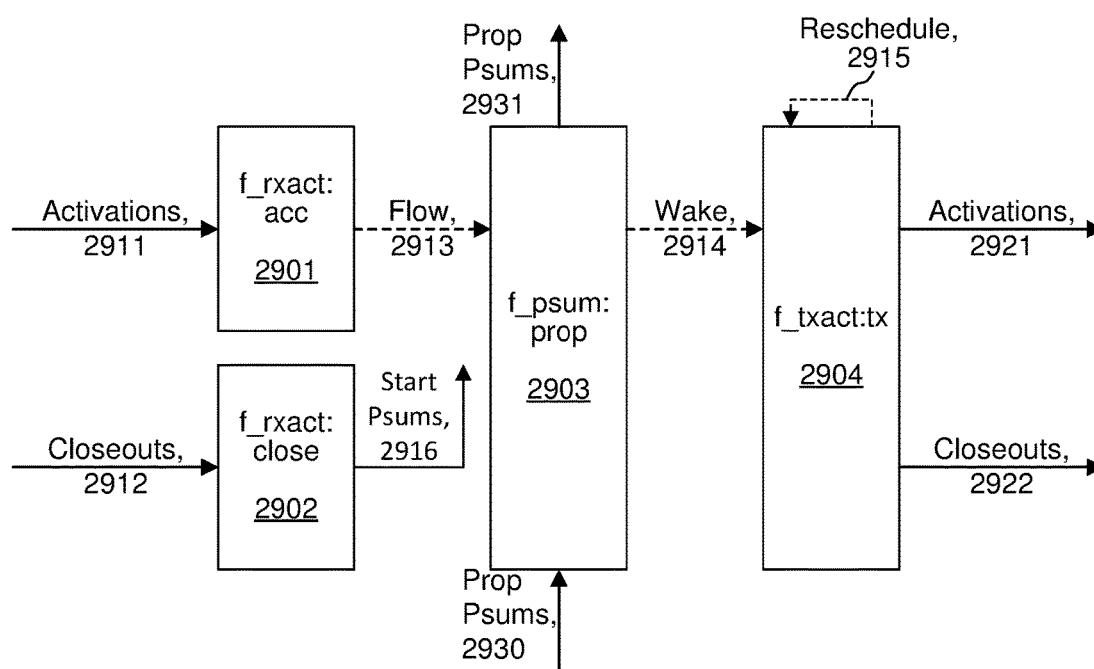 Prop
Psums,
2931
Reschedule,
2915
Activations,
2911
f_rxact:
acc
2901
Flow,
2913
Wake,
2914
Activations,
2921
f_psum:
prop
2903
f_txact:tx
2904
Closeouts,
2912
f_rxact:
close
2902
Start
Psums,
2916
Closeouts,
2922
Prop
Psums,
2930